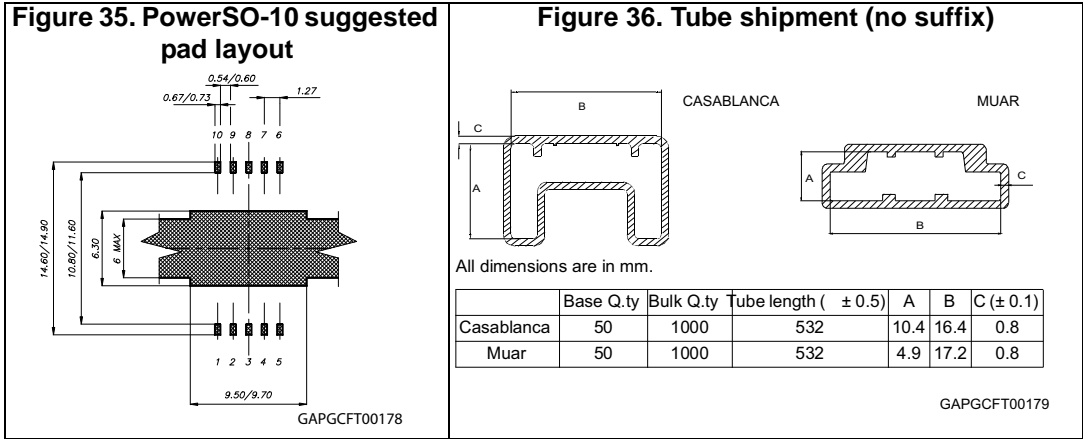 Figure 35. PowerSO-10 suggested
pad layout
0.54/0.60
0.67/0.73
1.27
10 9 8 7 6
14.60/14.90
10.80/11.60
6.30
6 MAX
1 2 3 4 5
9.50/9.70
GAPGCFT00178
Figure 36. Tube shipment (no suffix)
CASABLANCA
MUAR
B
C
A
A
C
B
All dimensions are in mm.
Base Q.ty Bulk Q.ty Tube length ( ± 0.5) A B C (± 0.1)
Casablanca 50 1000 532 10.4 16.4 0.8
Muar 50 1000 532 4.9 17.2 0.8
GAPGCFT00179